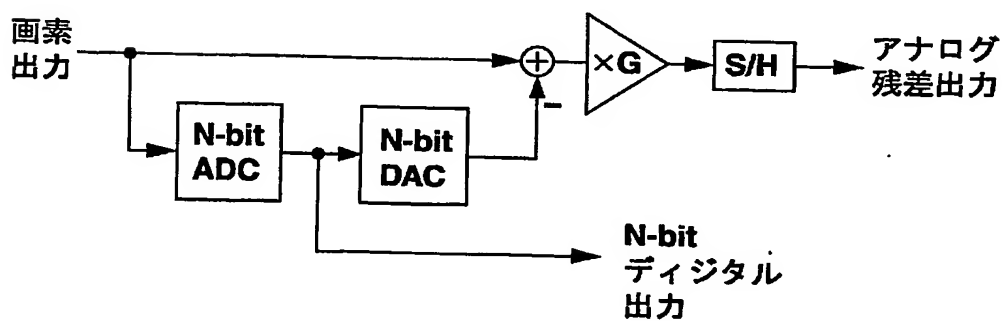 画素
出力
×G
S/H
アナログ
残差出力
N-bit
ADC
N-bit
DAC
N-bit
ディジタル
出力